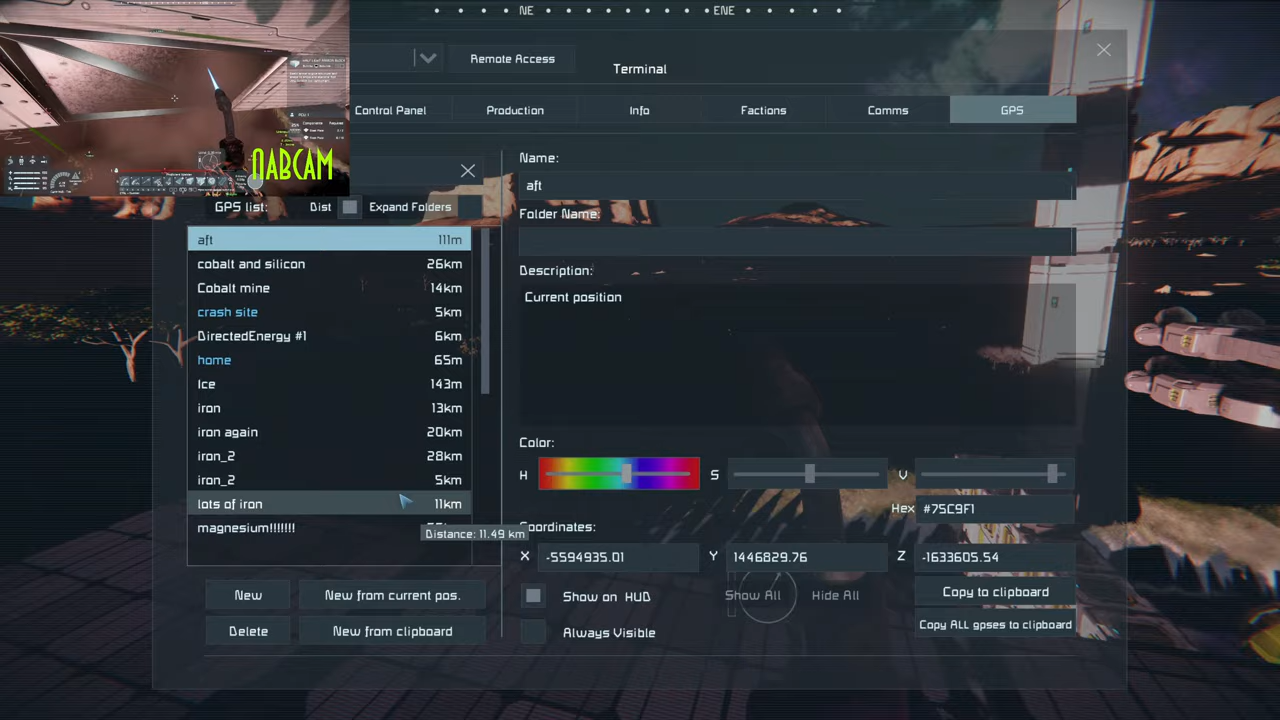 NE ENE
Remote Access
Terminal
Control Panel Production Info Factions Comms GPS
NABCAM
GPS list: Dist Expand Folders
aft 111m
cobalt and silicon 26km
Cobalt mine 14km
crash site 5km
DirectedEnergy #1 6km
home 65m
Ice 143m
iron 13km
iron again 20km
iron_2 28km
iron_2 5km
lots of iron 11km
magnesium!!!!!!!
Distance: 11.49 km
New New from current pos.
Delete New from clipboard
Name:
aft
Folder Name:
Description:
Current position
Color:
H S V
Hex #75C9F1
Coordinates:
X -5594935.01 Y 1446829.76 Z -1633605.54
Show on HUD Show All Hide All Copy to clipboard
Always Visible Copy ALL gpses to clipboard